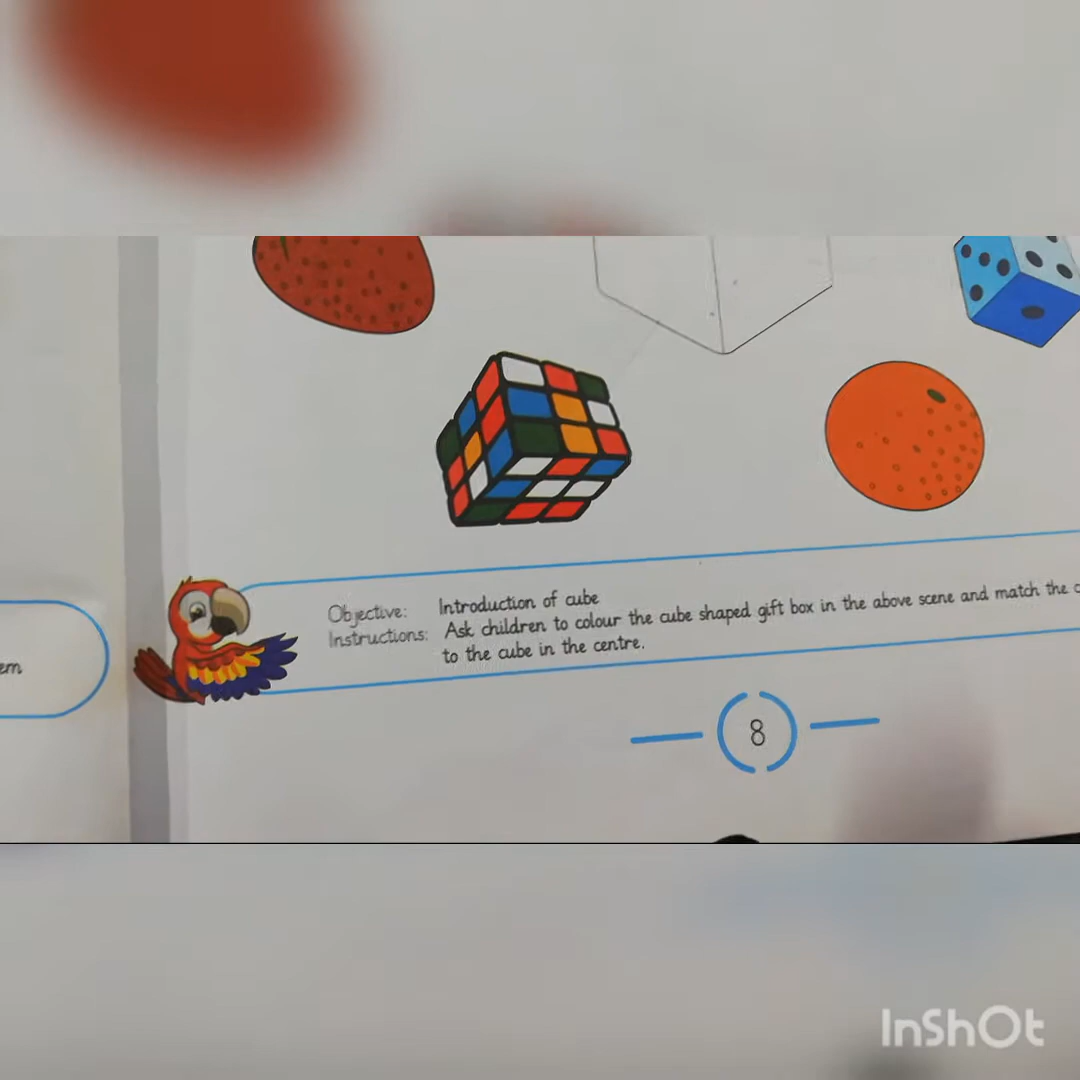 em
Objective: Introduction of cube
Instructions: Ask children to colour the cube shaped gift box in the above scene and match the
to the cube in the centre.
8
InShOt